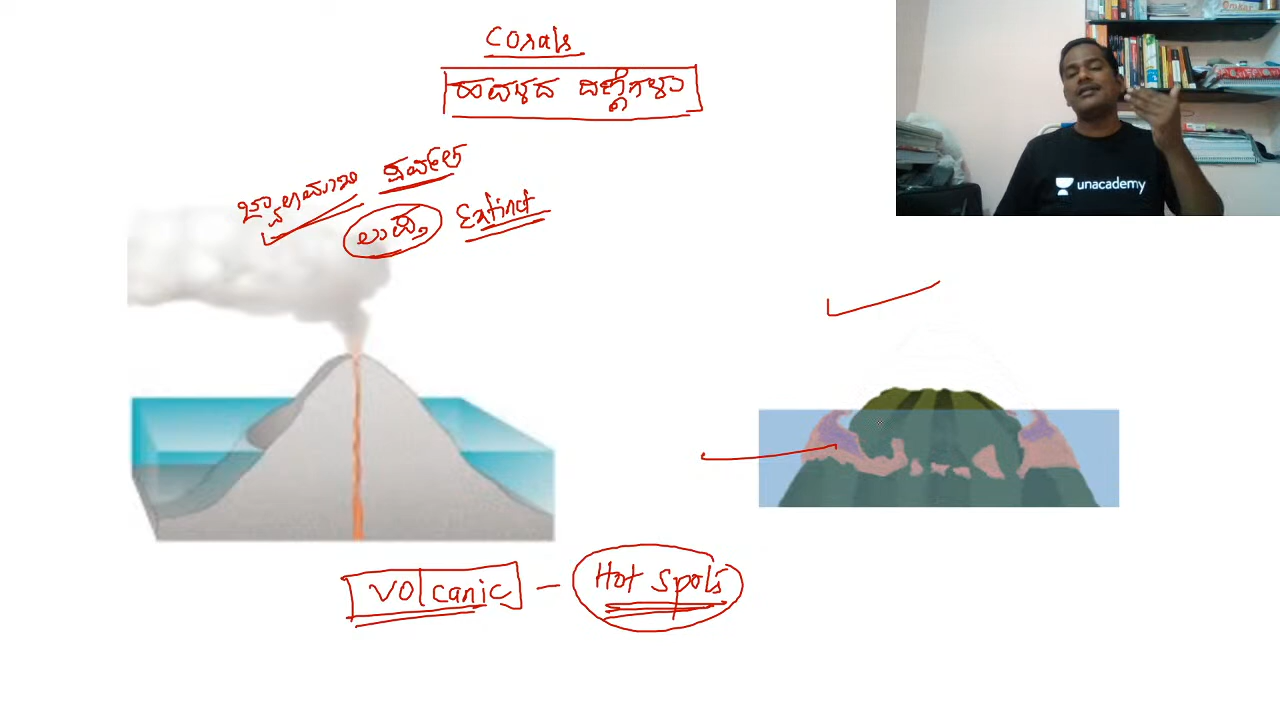 Corals
ಹವಳದ ದಿಣ್ಣೆಗಳು
ಜ್ವಾಲಾಮುಖಿ ಪರ್ವತ
ಲುಪ್ತ Extinct
unacademy
Volcanic - Hot Spots